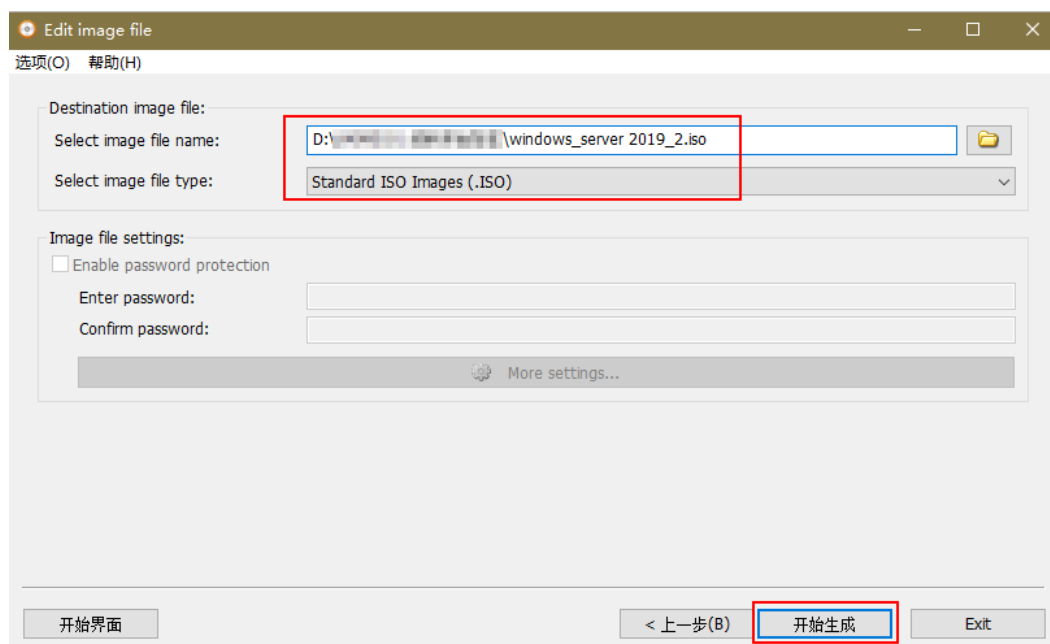 Edit image file
选项(O) 帮助(H)
Destination image file:
Select image file name: D:\ \windows_server 2019_2.iso
Select image file type: Standard ISO Images (.ISO)
Image file settings:
Enable password protection
Enter password:
Confirm password:
More settings...
开始界面 < 上一步(B) 开始生成 Exit